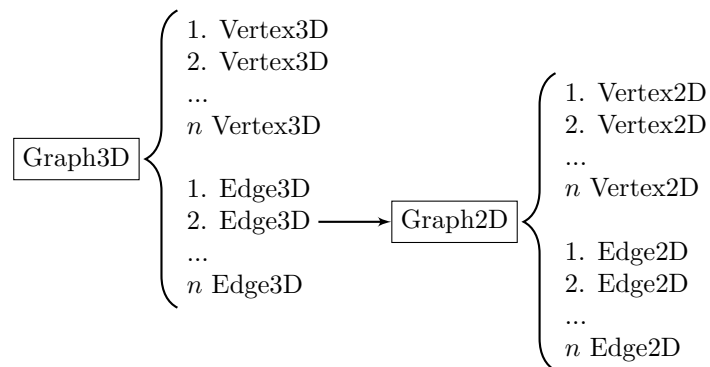 Graph3D
1. Vertex3D
2. Vertex3D
...
n Vertex3D
1. Edge3D
2. Edge3D
...
n Edge3D
Graph2D
1. Vertex2D
2. Vertex2D
...
n Vertex2D
1. Edge2D
2. Edge2D
...
n Edge2D